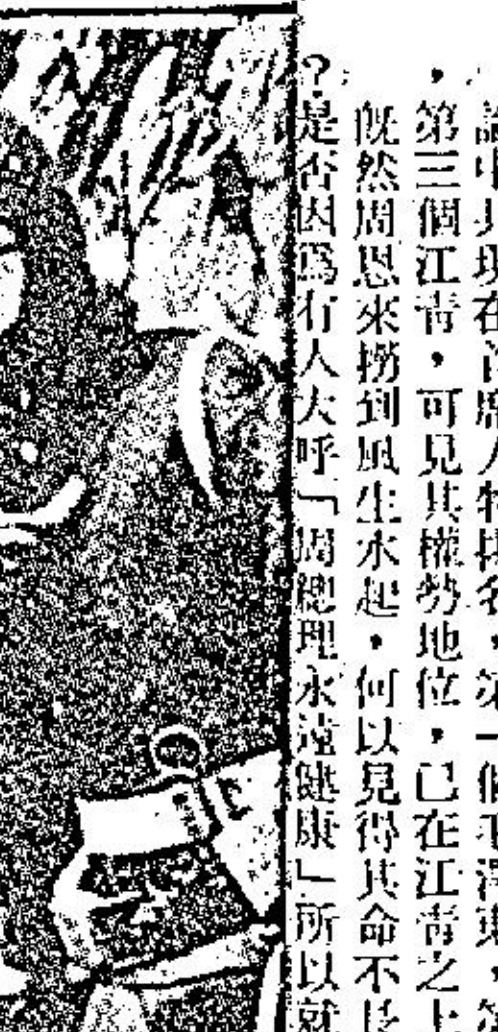 中共現在首席人物排名，第一個毛澤東，第
，第三個江青，可見其權勢地位，已在江青之上
既然周恩來撈到風生水起，何以見得其命不長
？是否因爲有人大呼「周總理永遠健康」所以就